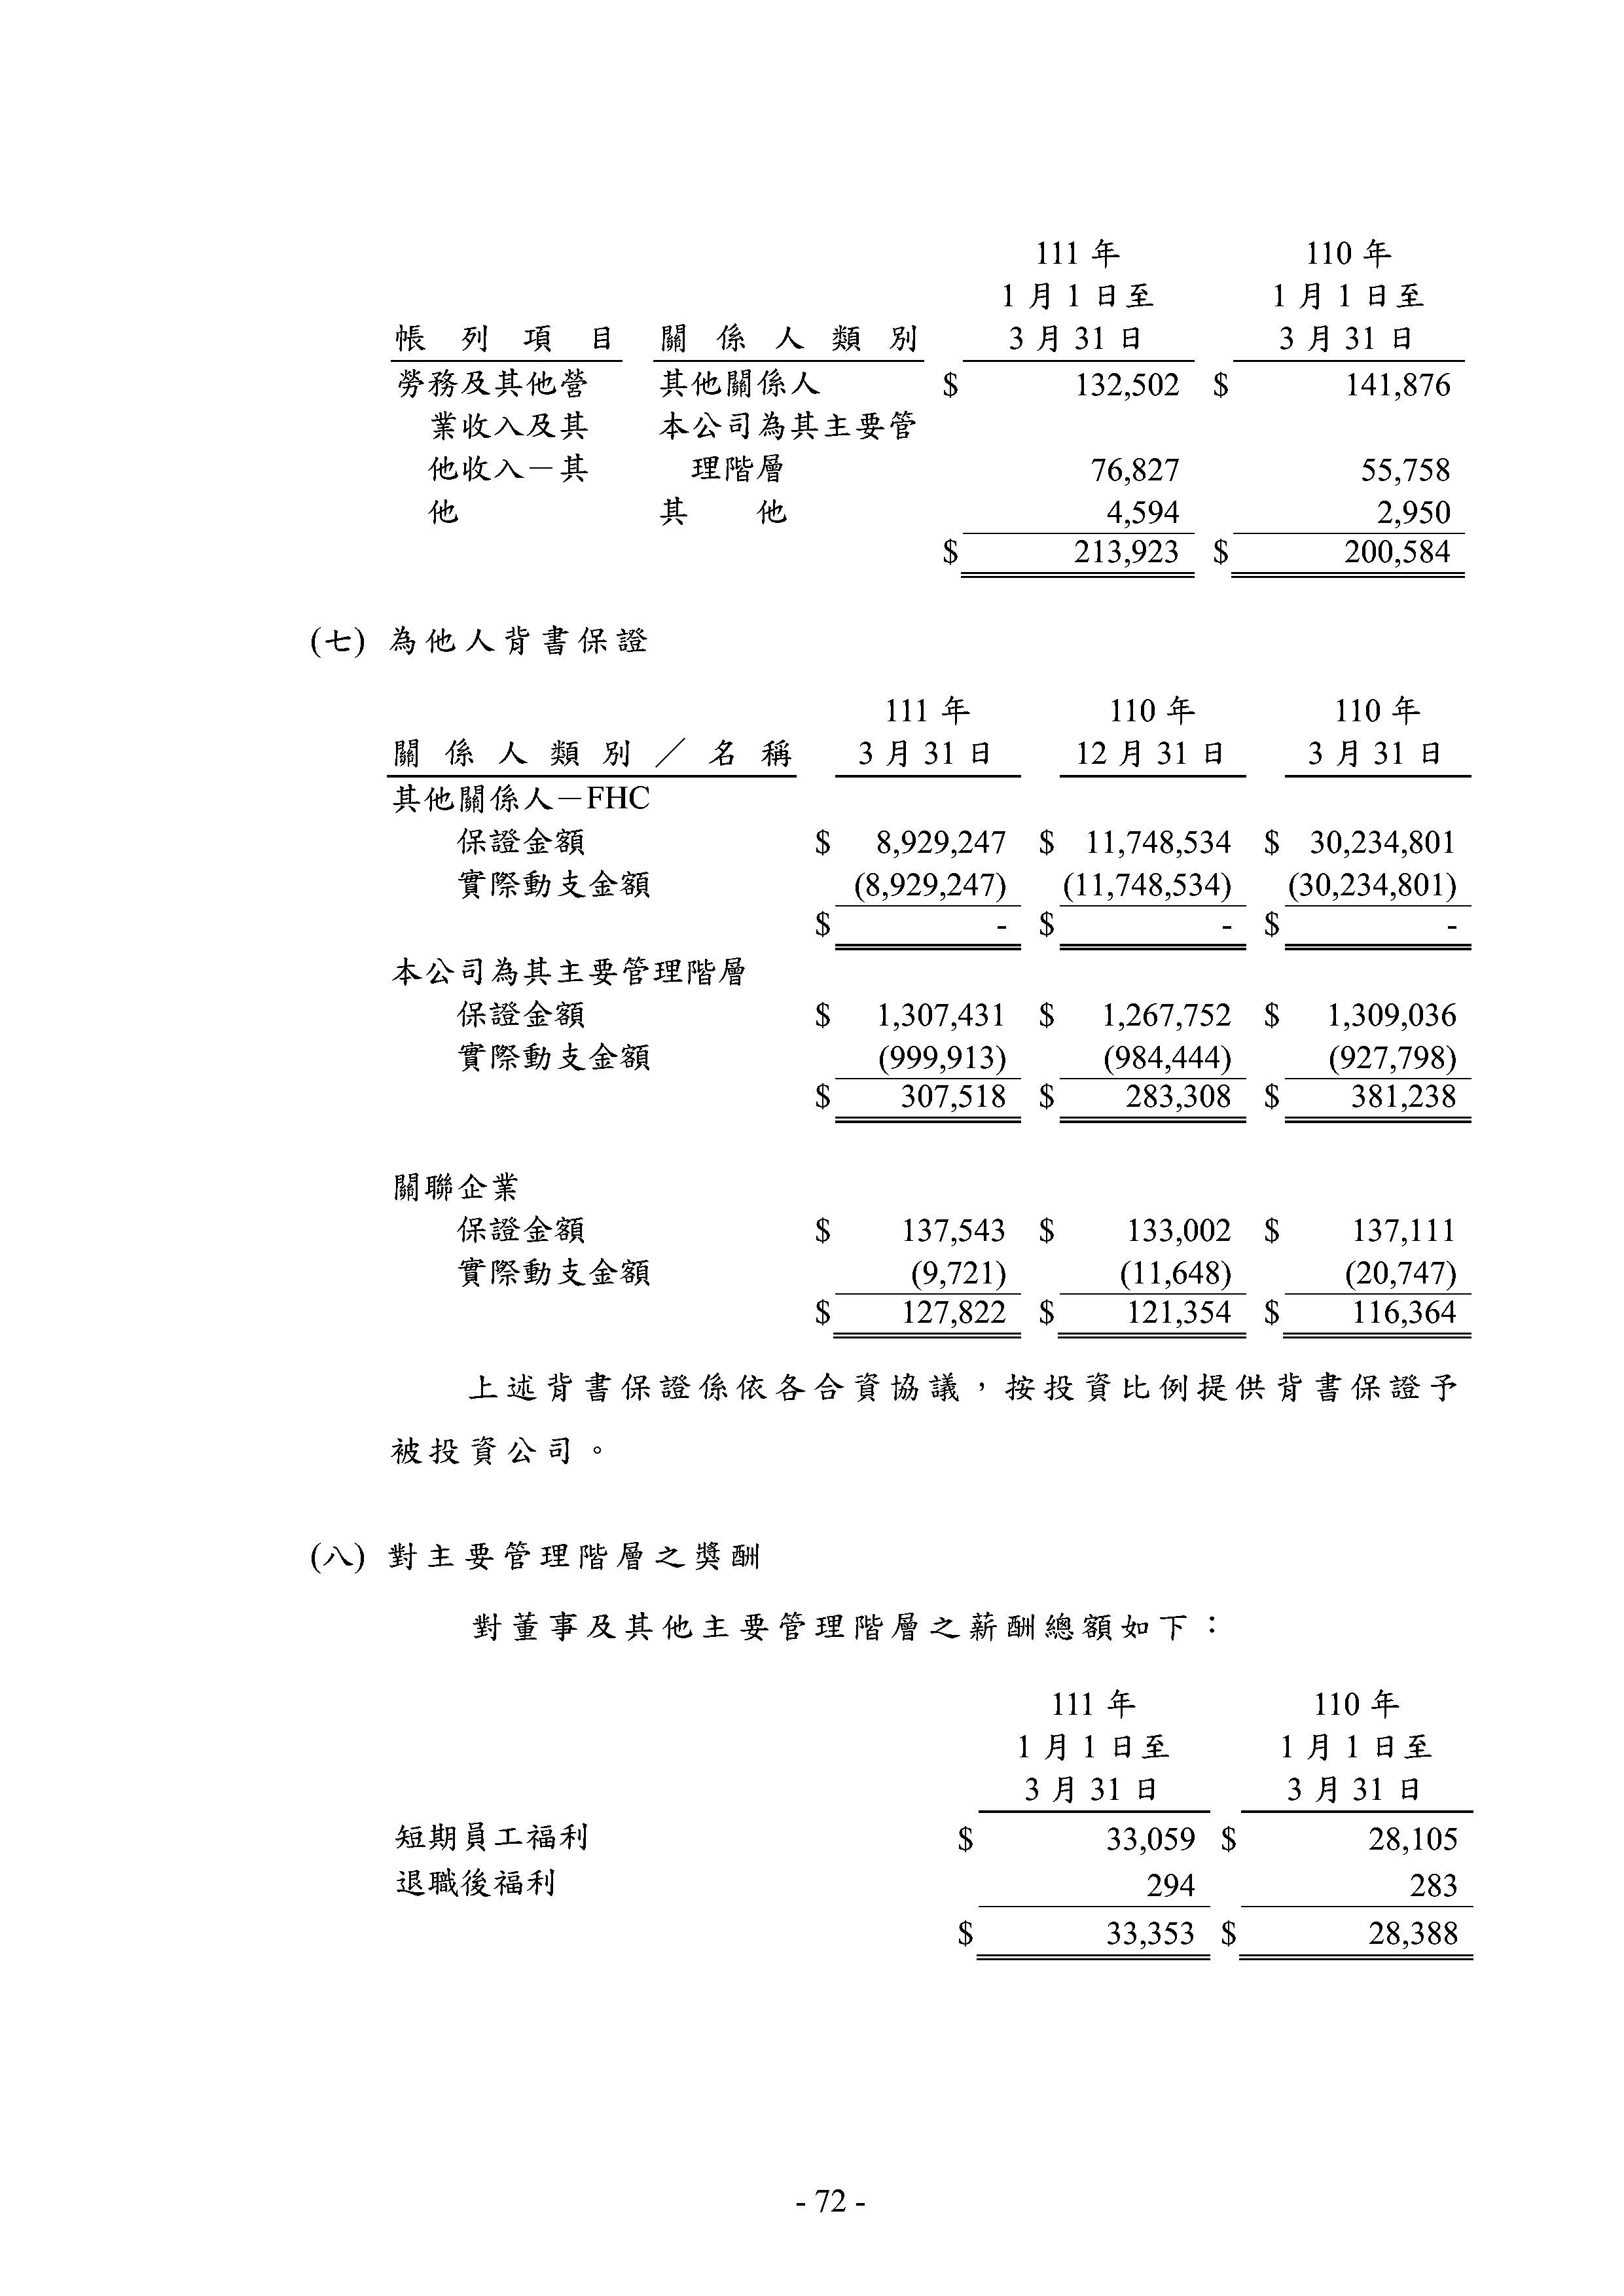 111 年 110 年
1 月 1 日至 1 月 1 日至
帳列項目 關係人類別 3 月 31 日 3 月 31 日
勞務及其他營 其他關係人 $ 132,502 $ 141,876
業收入及其 本公司為其主要管
他收入－其 理階層 76,827 55,758
他 其他 4,594 2,950
$ 213,923 $ 200,584
(七) 為他人背書保證
111 年 110 年 110 年
關係人類別／名稱 3 月 31 日 12 月 31 日 3 月 31 日
其他關係人－FHC
保證金額 $ 8,929,247 $ 11,748,534 $ 30,234,801
實際動支金額 (8,929,247) (11,748,534) (30,234,801)
$ - $ - $ -
本公司為其主要管理階層
保證金額 $ 1,307,431 $ 1,267,752 $ 1,309,036
實際動支金額 (999,913) (984,444) (927,798)
$ 307,518 $ 283,308 $ 381,238
關聯企業
保證金額 $ 137,543 $ 133,002 $ 137,111
實際動支金額 (9,721) (11,648) (20,747)
$ 127,822 $ 121,354 $ 116,364
上述背書保證係依各合資協議，按投資比例提供背書保證予
被投資公司。
(八) 對主要管理階層之獎酬
對董事及其他主要管理階層之薪酬總額如下：
111 年 110 年
1 月 1 日至 1 月 1 日至
3 月 31 日 3 月 31 日
短期員工福利 $ 33,059 $ 28,105
退職後福利 294 283
$ 33,353 $ 28,388
- 72 -